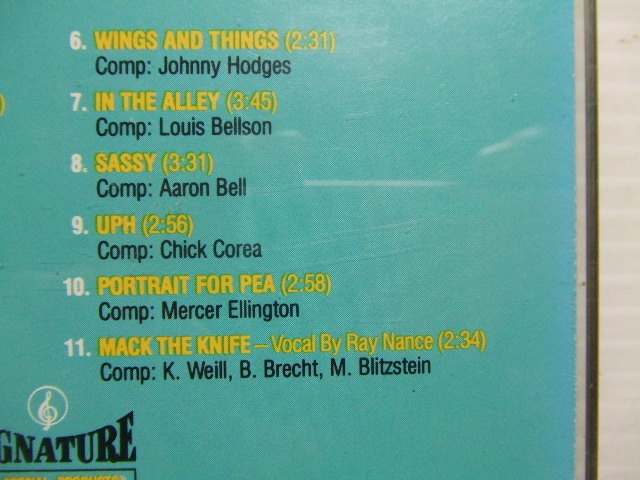 6. WINGS AND THINGS (2:31)
Comp: Johnny Hodges
7. IN THE ALLEY (3:45)
Comp: Louis Bellson
8. SASSY (3:31)
Comp: Aaron Bell
9. UPH (2:56)
Comp: Chick Corea
10. PORTRAIT FOR PEA (2:58)
Comp: Mercer Ellington
11. MACK THE KNIFE – Vocal By Ray Nance (2:34)
Comp: K. Weill, B. Brecht, M. Blitzstein
GNATURE